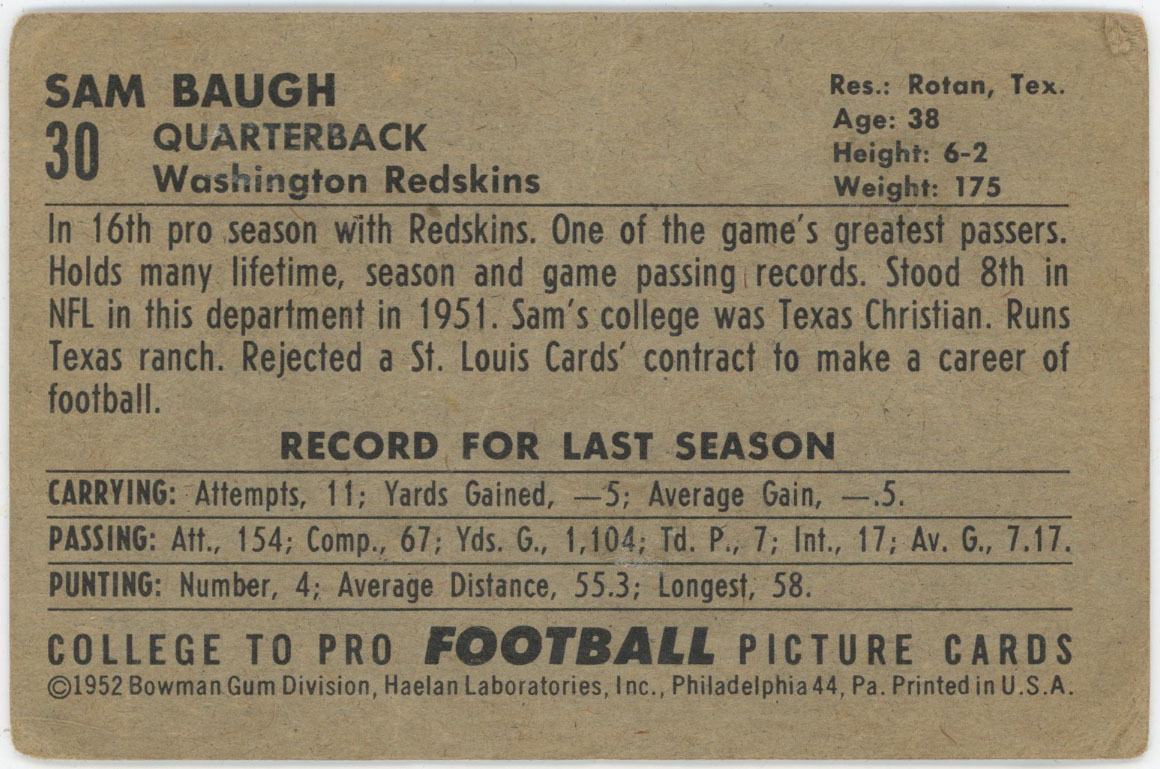 SAM BAUGH
30
QUARTERBACK
Washington Redskins
Res.: Rotan, Tex.
Age: 38
Height: 6-2
Weight: 175
In 16th pro season with Redskins. One of the game's greatest passers.
Holds many lifetime, season and game passing records. Stood 8th in
NFL in this department in 1951. Sam's college was Texas Christian. Runs
Texas ranch. Rejected a St. Louis Cards' contract to make a career of
football.
RECORD FOR LAST SEASON
CARRYING: Attempts, 11; Yards Gained, —5; Average Gain, —.5.
PASSING: Att., 154; Comp., 67; Yds. G., 1,104; Td. P., 7; Int., 17; Av. G., 7.17.
PUNTING: Number, 4; Average Distance, 55.3; Longest, 58.
COLLEGE TO PRO FOOTBALL PICTURE CARDS
©1952 Bowman Gum Division, Haelan Laboratories, Inc., Philadelphia 44, Pa. Printed in U.S.A.